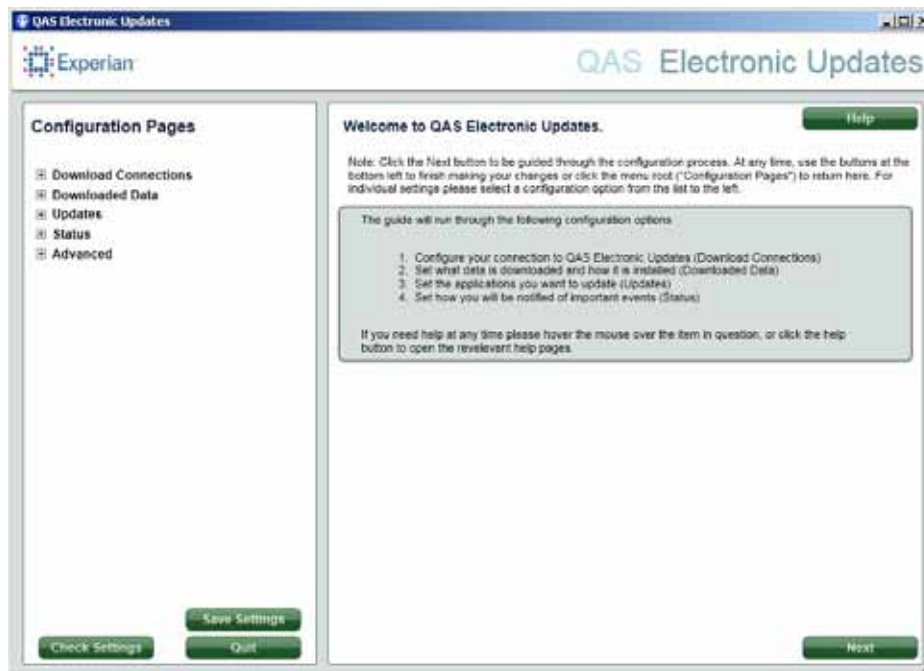 QAS Electronic Updates
Experian
QAS Electronic Updates
Configuration Pages
Download Connections
Downloaded Data
Updates
Status
Advanced
Save Settings
Check Settings
Quit
Welcome to QAS Electronic Updates.
Help
Note: Click the Next button to be guided through the configuration process. At any time, use the buttons at the
bottom left to finish making your changes or click the menu root ("Configuration Pages") to return here. For
individual settings please select a configuration option from the list to the left.
The guide will run through the following configuration options
1. Configure your connection to QAS Electronic Updates (Download Connections)
2. Set what data is downloaded and how it is installed (Downloaded Data)
3. Set the applications you want to update (Updates)
4. Set how you will be notified of important events (Status)
If you need help at any time please hover the mouse over the item in question, or click the help
button to open the revelevant help pages.
Next